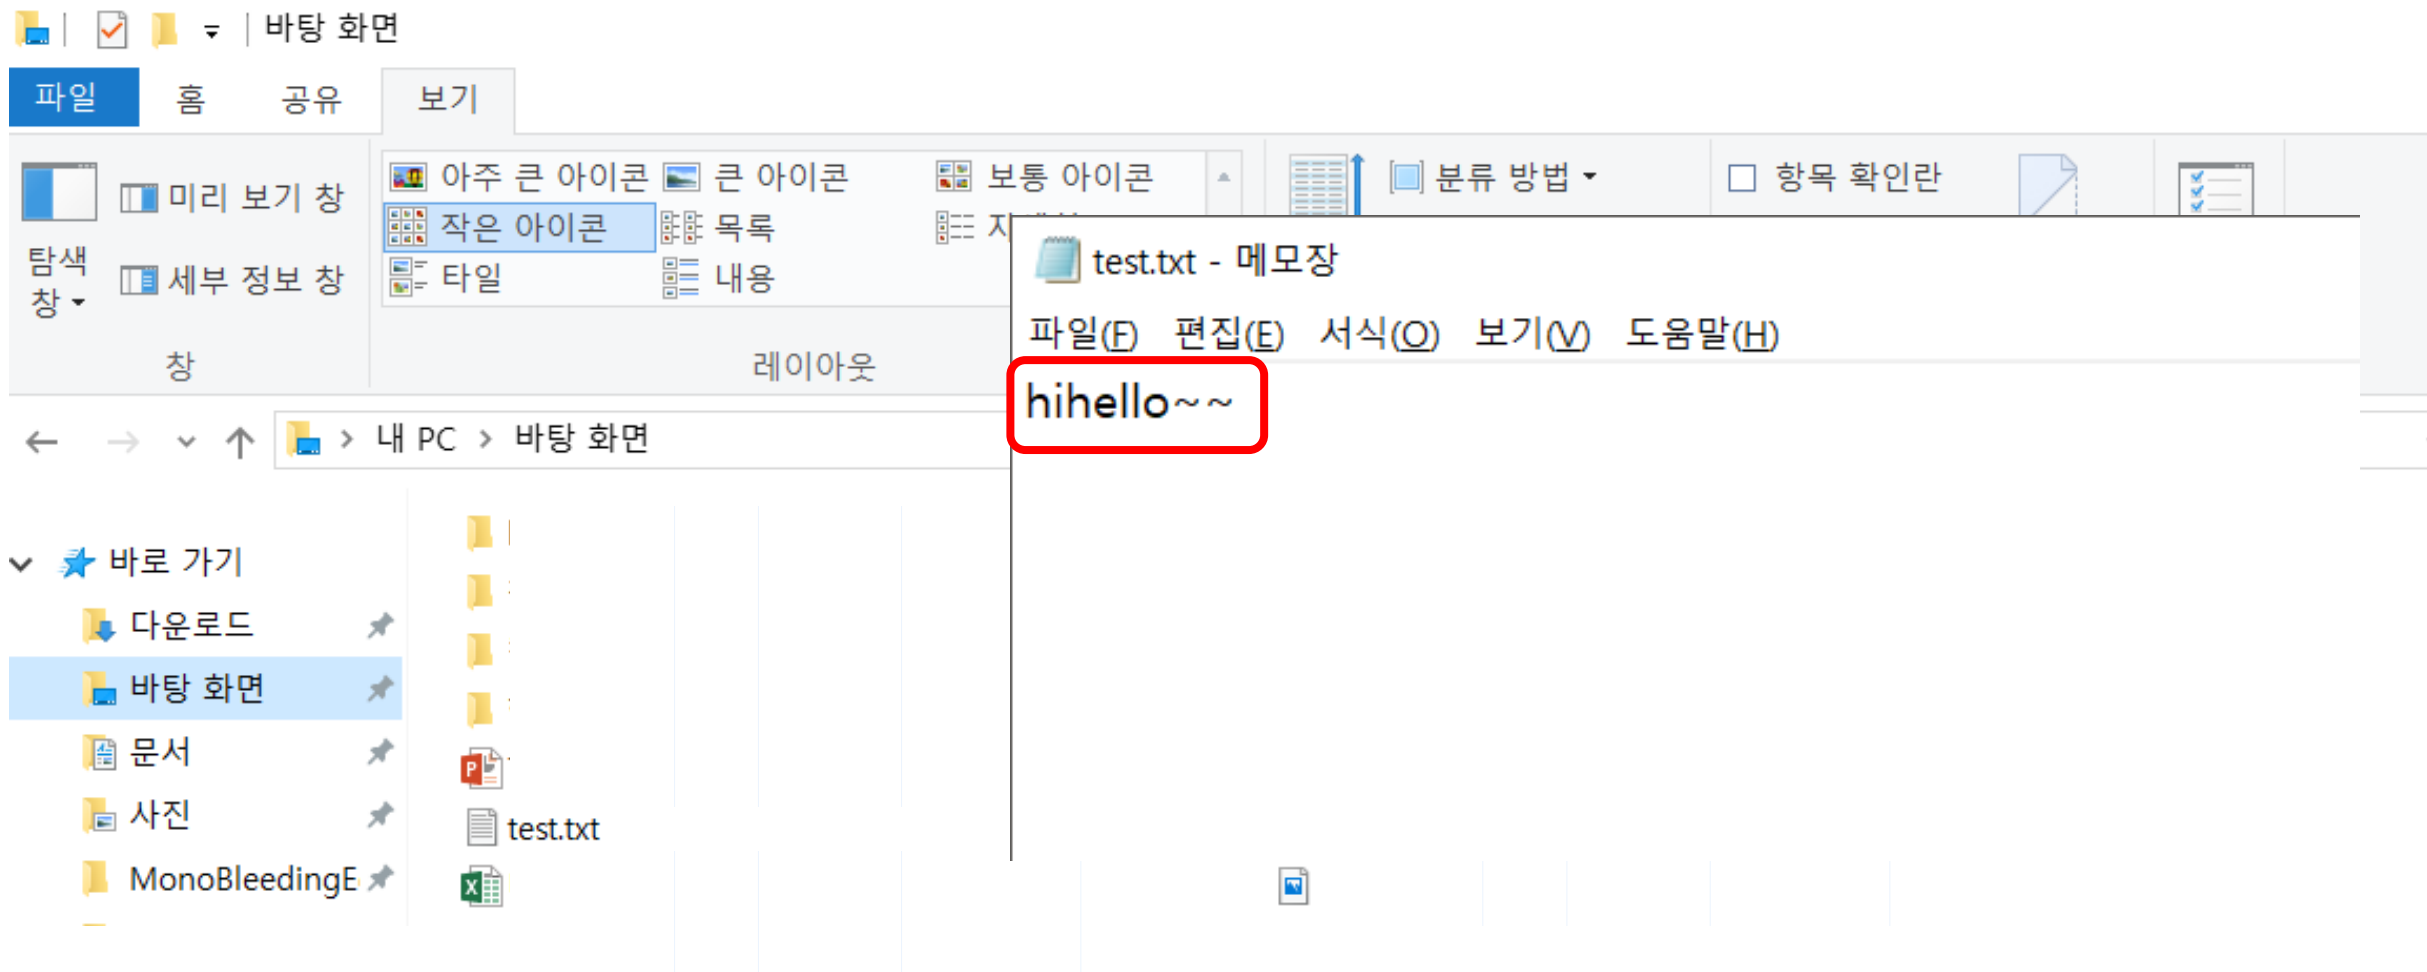 바탕 화면
파일 홈 공유 보기
아주 큰 아이콘 큰 아이콘 보통 아이콘
분류 방법 항목 확인란
미리 보기 창
작은 아이콘 목록
탐색 창
세부 정보 창
타일 내용
창 레이아웃
내 PC > 바탕 화면
test.txt - 메모장
파일(F) 편집(E) 서식(O) 보기(V) 도움말(H)
hihello~~
바로 가기
다운로드
바탕 화면
문서
사진
MonoBleedingE
test.txt